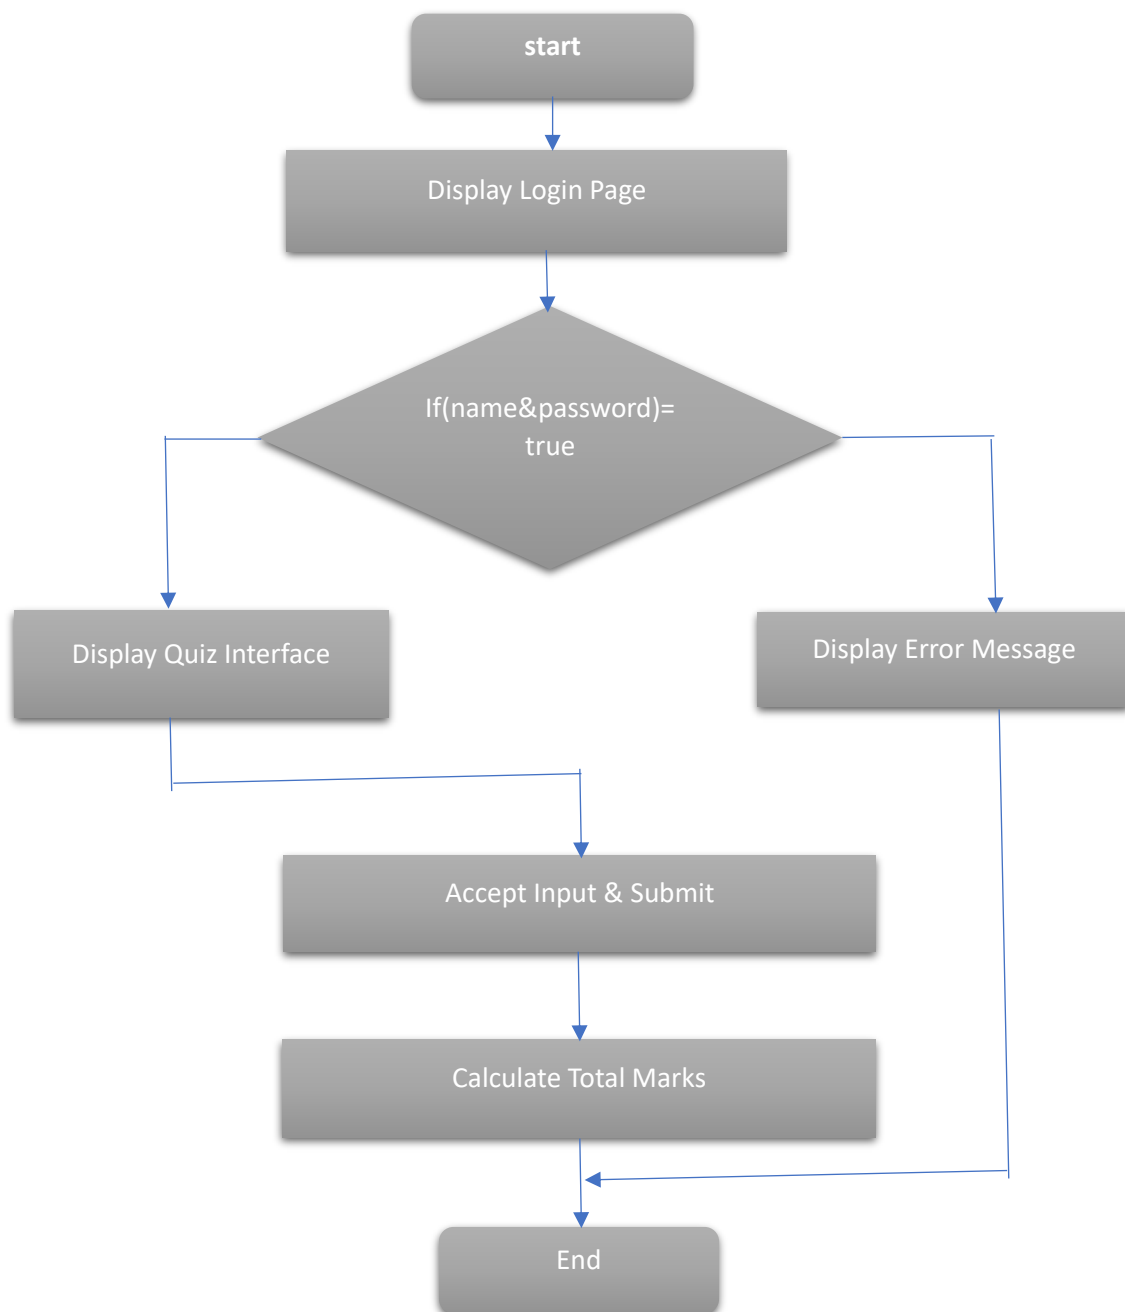 start
Display Login Page
If(name&password)=
true
Display Quiz Interface
Display Error Message
Accept Input & Submit
Calculate Total Marks
End